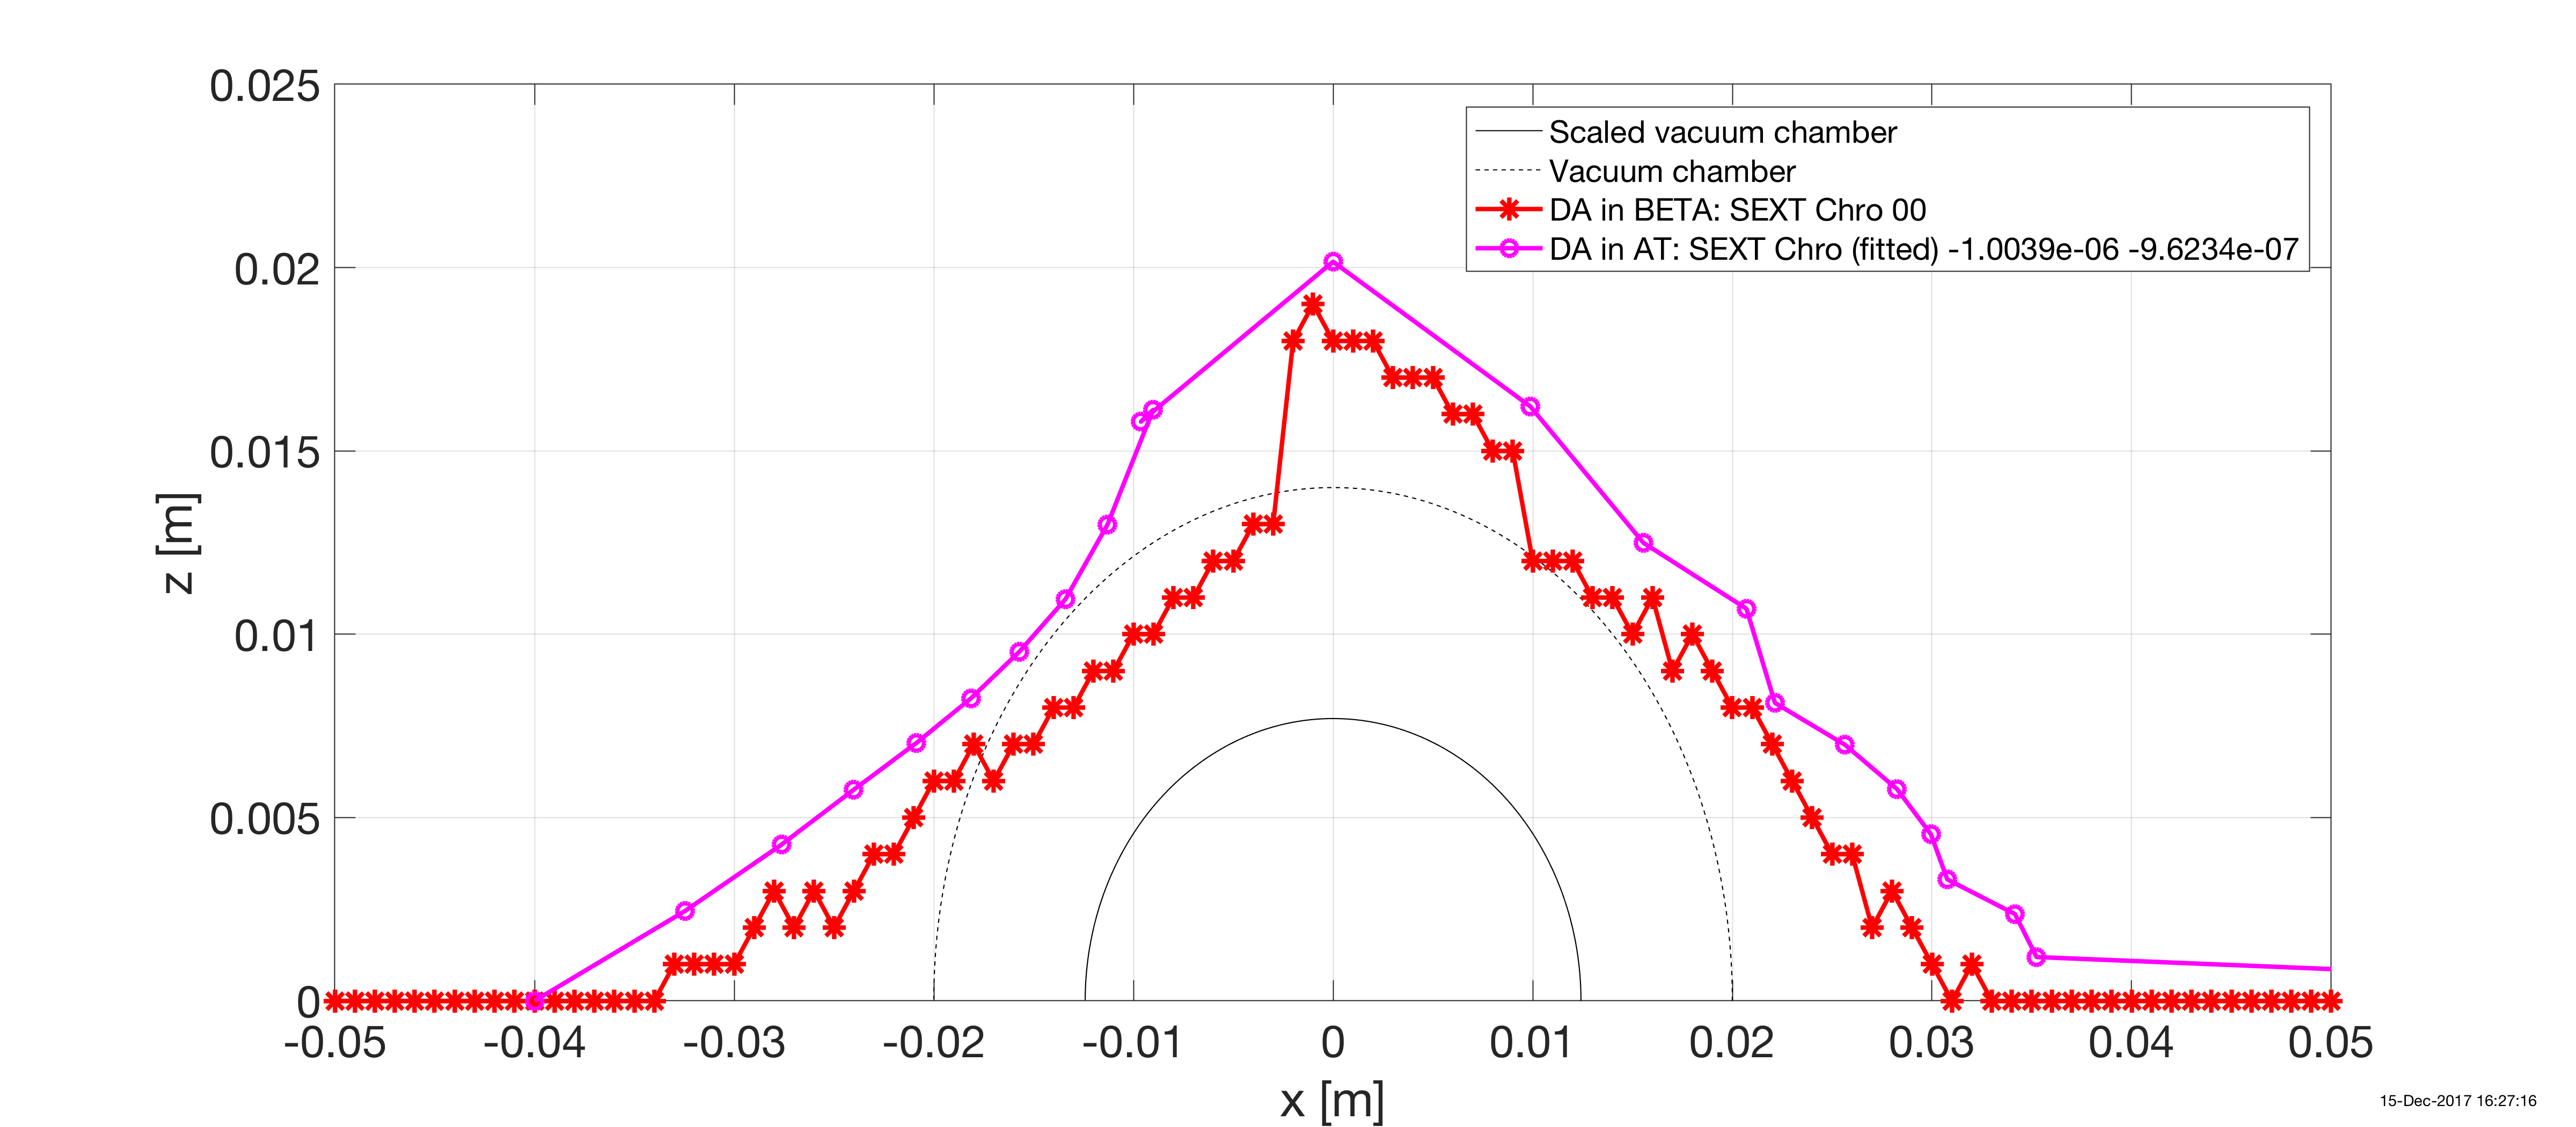 0.025
0.02
0.015
0.01
0.005
0
z [m]
Scaled vacuum chamber
Vacuum chamber
DA in BETA: SEXT Chro 00
DA in AT: SEXT Chro (fitted) -1.0039e-06 -9.6234e-07
-0.05 -0.04 -0.03 -0.02 -0.01 0 0.01 0.02 0.03 0.04 0.05
x [m]
15-Dec-2017 16:27:16